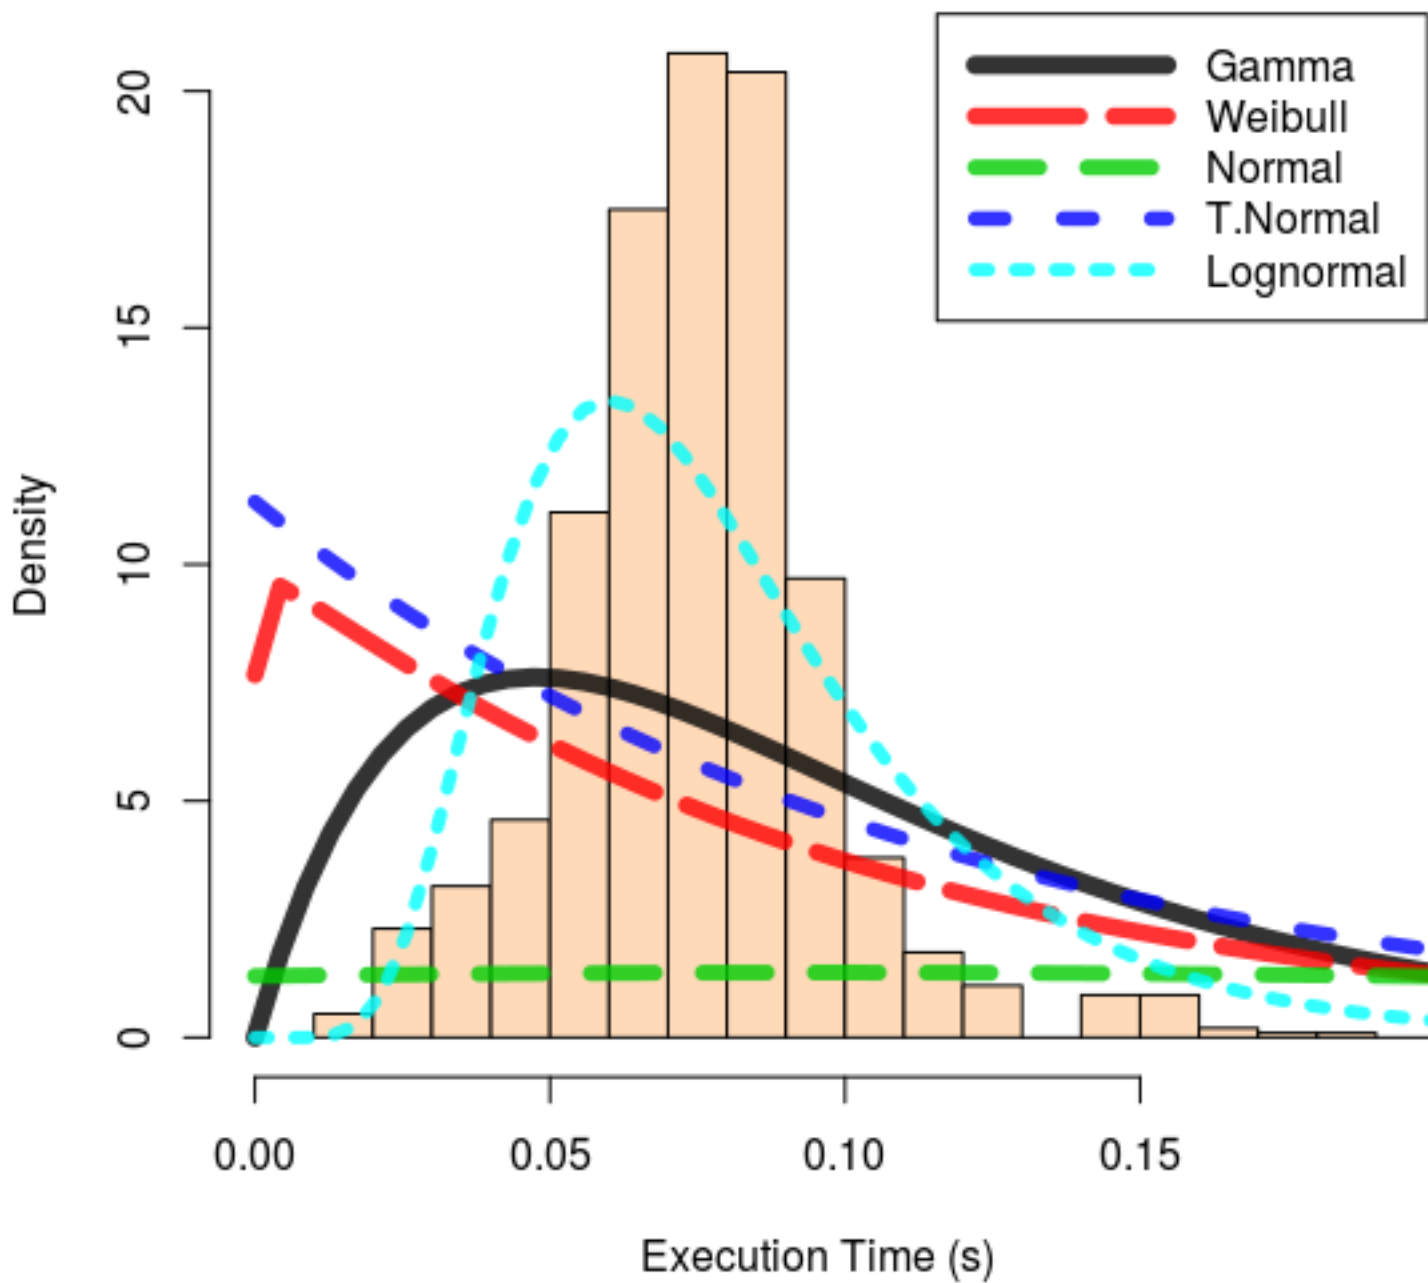 Gamma
Weibull
Normal
T.Normal
Lognormal
Density
20
15
10
5
0
0.00 0.05 0.10 0.15
Execution Time (s)